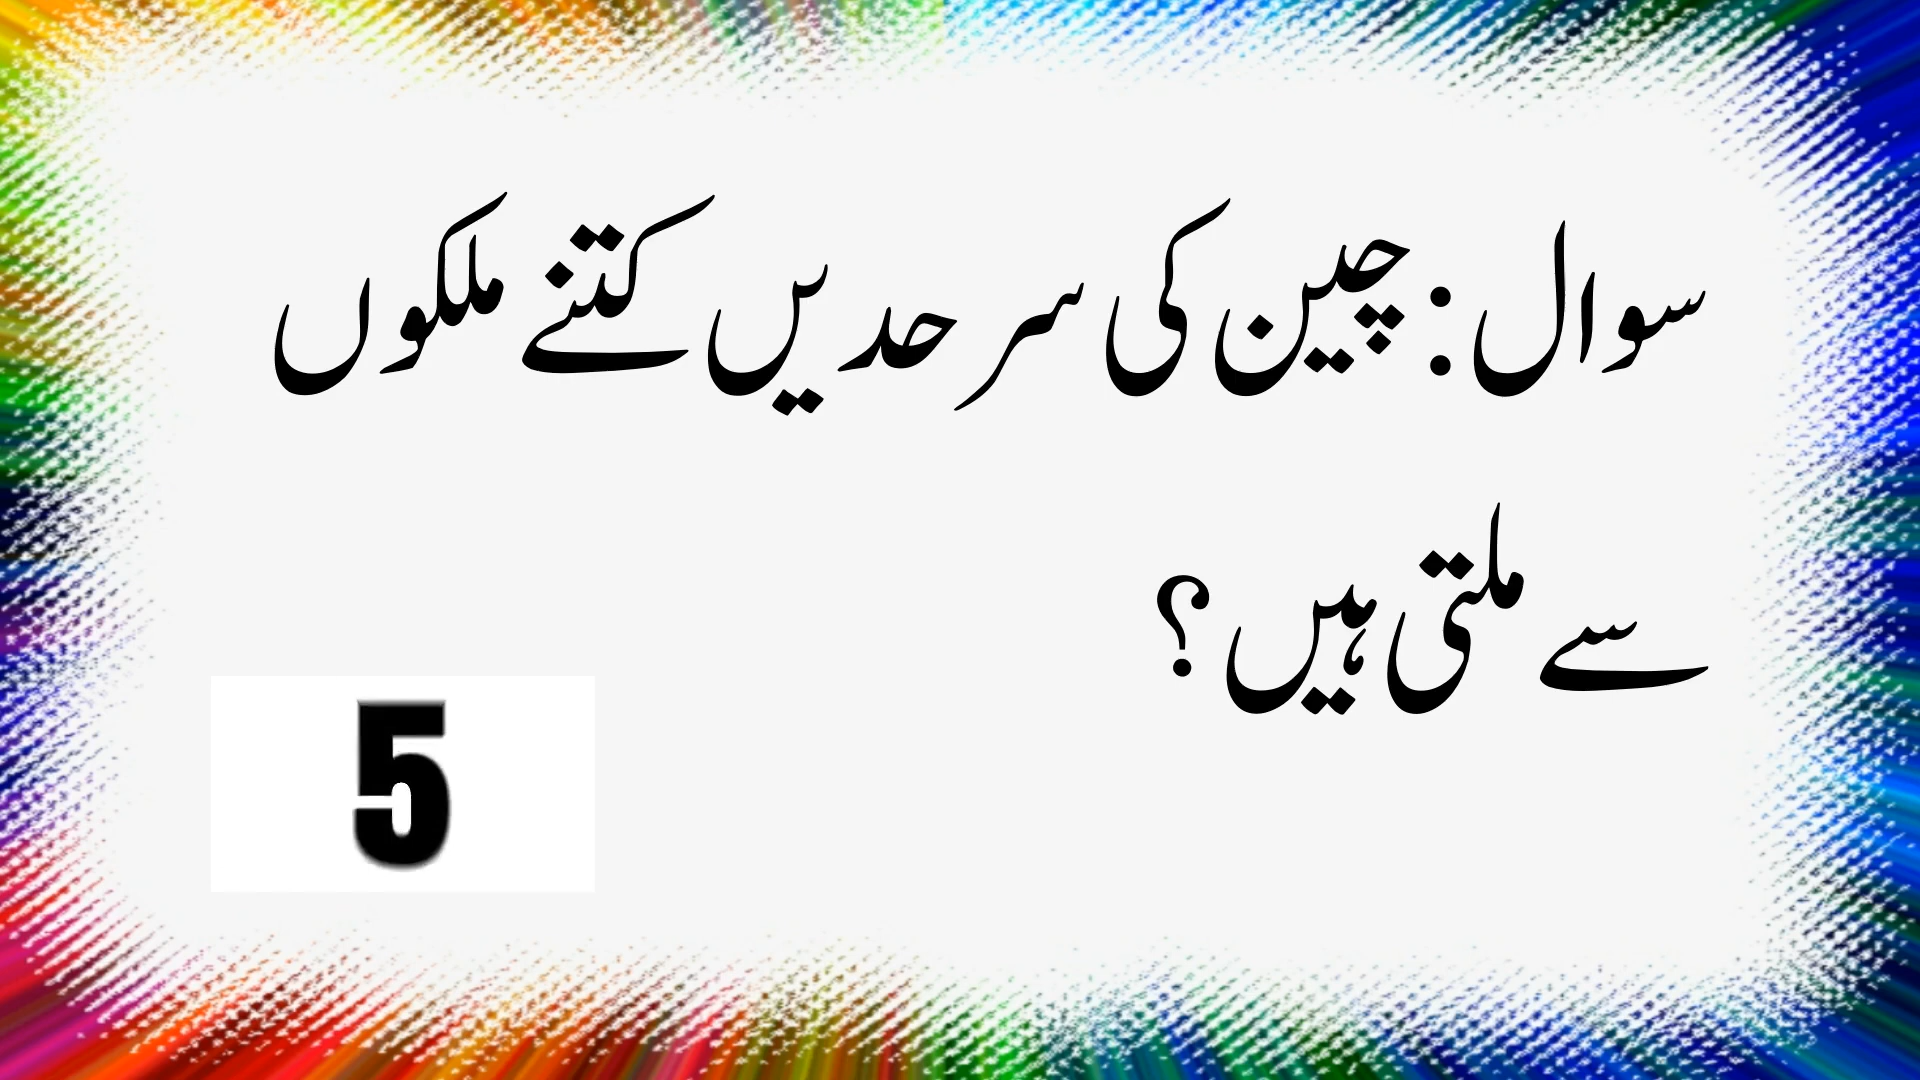 سوال: چین کی سرحدیں کتنے ملکوں
سے ملتی ہیں؟
5